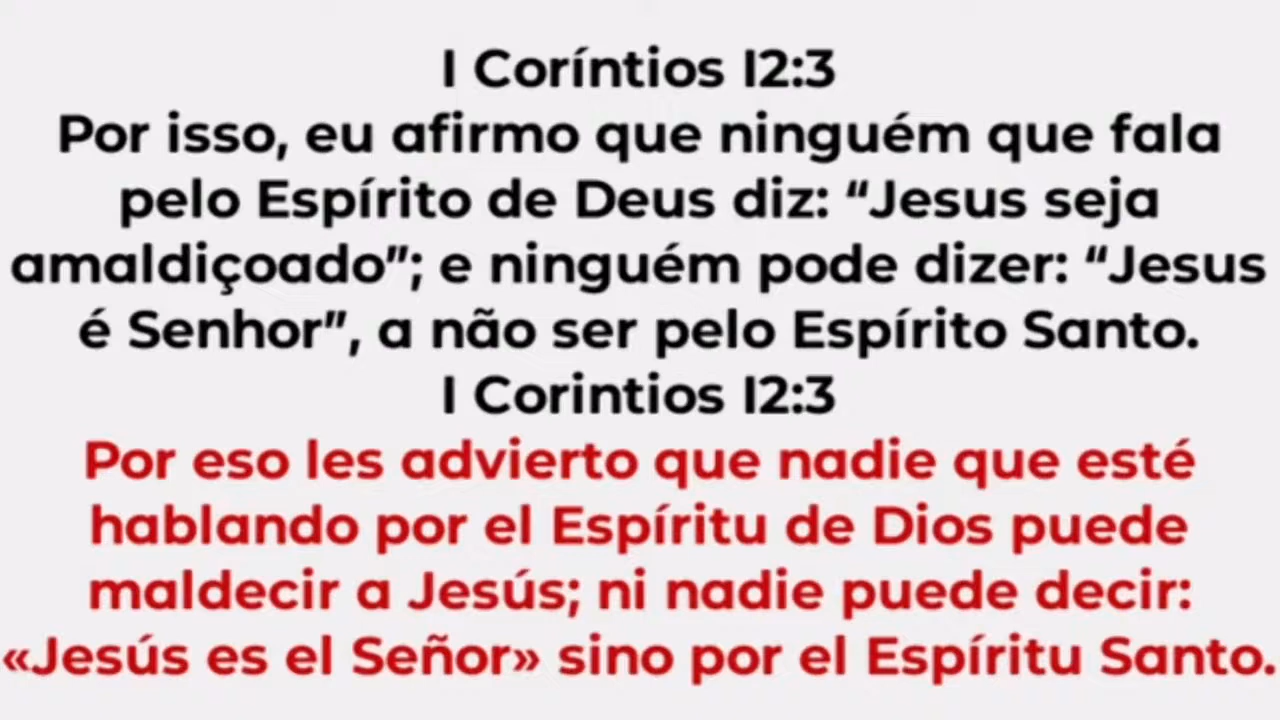 I Coríntios I2:3
Por isso, eu afirmo que ninguém que fala
pelo Espírito de Deus diz: “Jesus seja
amaldiçoado”; e ninguém pode dizer: “Jesus
é Senhor”, a não ser pelo Espírito Santo.
I Corintios I2:3
Por eso les advierto que nadie que esté
hablando por el Espíritu de Dios puede
maldecir a Jesús; ni nadie puede decir:
«Jesús es el Señor» sino por el Espíritu Santo.